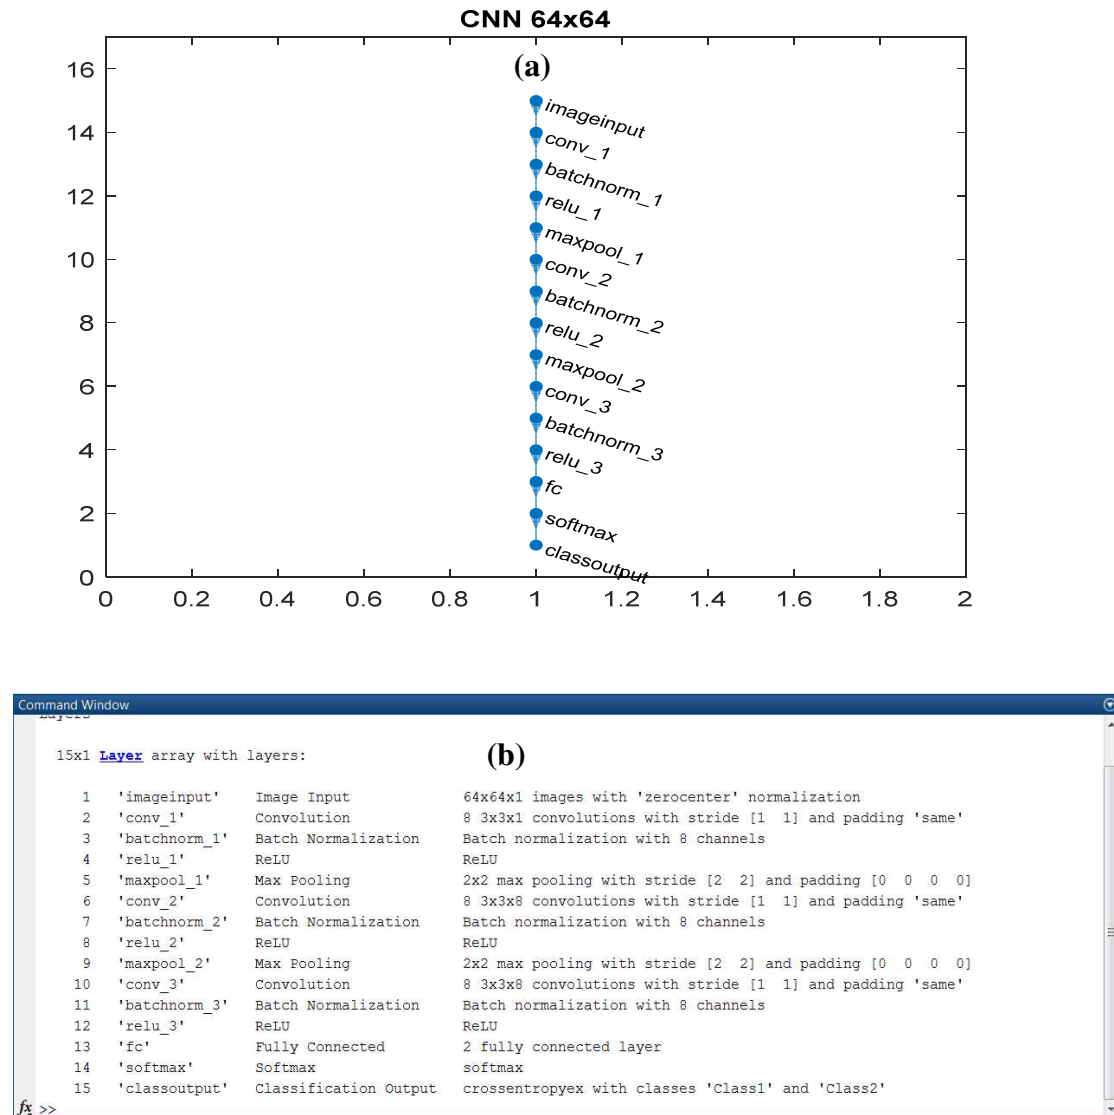 CNN 64x64
(a)
16
14
12
10
8
6
4
2
0
imageinput
conv_1
batchnorm_1
relu_1
maxpool_1
conv_2
batchnorm_2
relu_2
maxpool_2
conv_3
batchnorm_3
relu_3
fc
softmax
classoutput
0 0.2 0.4 0.6 0.8 1 1.2 1.4 1.6 1.8 2
Command Window
(b)
15x1 Layer array with layers:
1 'imageinput' Image Input 64x64x1 images with 'zerocenter' normalization
2 'conv_1' Convolution 8 3x3x1 convolutions with stride [1 1] and padding 'same'
3 'batchnorm_1' Batch Normalization Batch normalization with 8 channels
4 'relu_1' ReLU ReLU
5 'maxpool_1' Max Pooling 2x2 max pooling with stride [2 2] and padding [0 0 0 0]
6 'conv_2' Convolution 8 3x3x8 convolutions with stride [1 1] and padding 'same'
7 'batchnorm_2' Batch Normalization Batch normalization with 8 channels
8 'relu_2' ReLU ReLU
9 'maxpool_2' Max Pooling 2x2 max pooling with stride [2 2] and padding [0 0 0 0]
10 'conv_3' Convolution 8 3x3x8 convolutions with stride [1 1] and padding 'same'
11 'batchnorm_3' Batch Normalization Batch normalization with 8 channels
12 'relu_3' ReLU ReLU
13 'fc' Fully Connected 2 fully connected layer
14 'softmax' Softmax softmax
15 'classoutput' Classification Output crossentropyex with classes 'Class1' and 'Class2'
fx >>